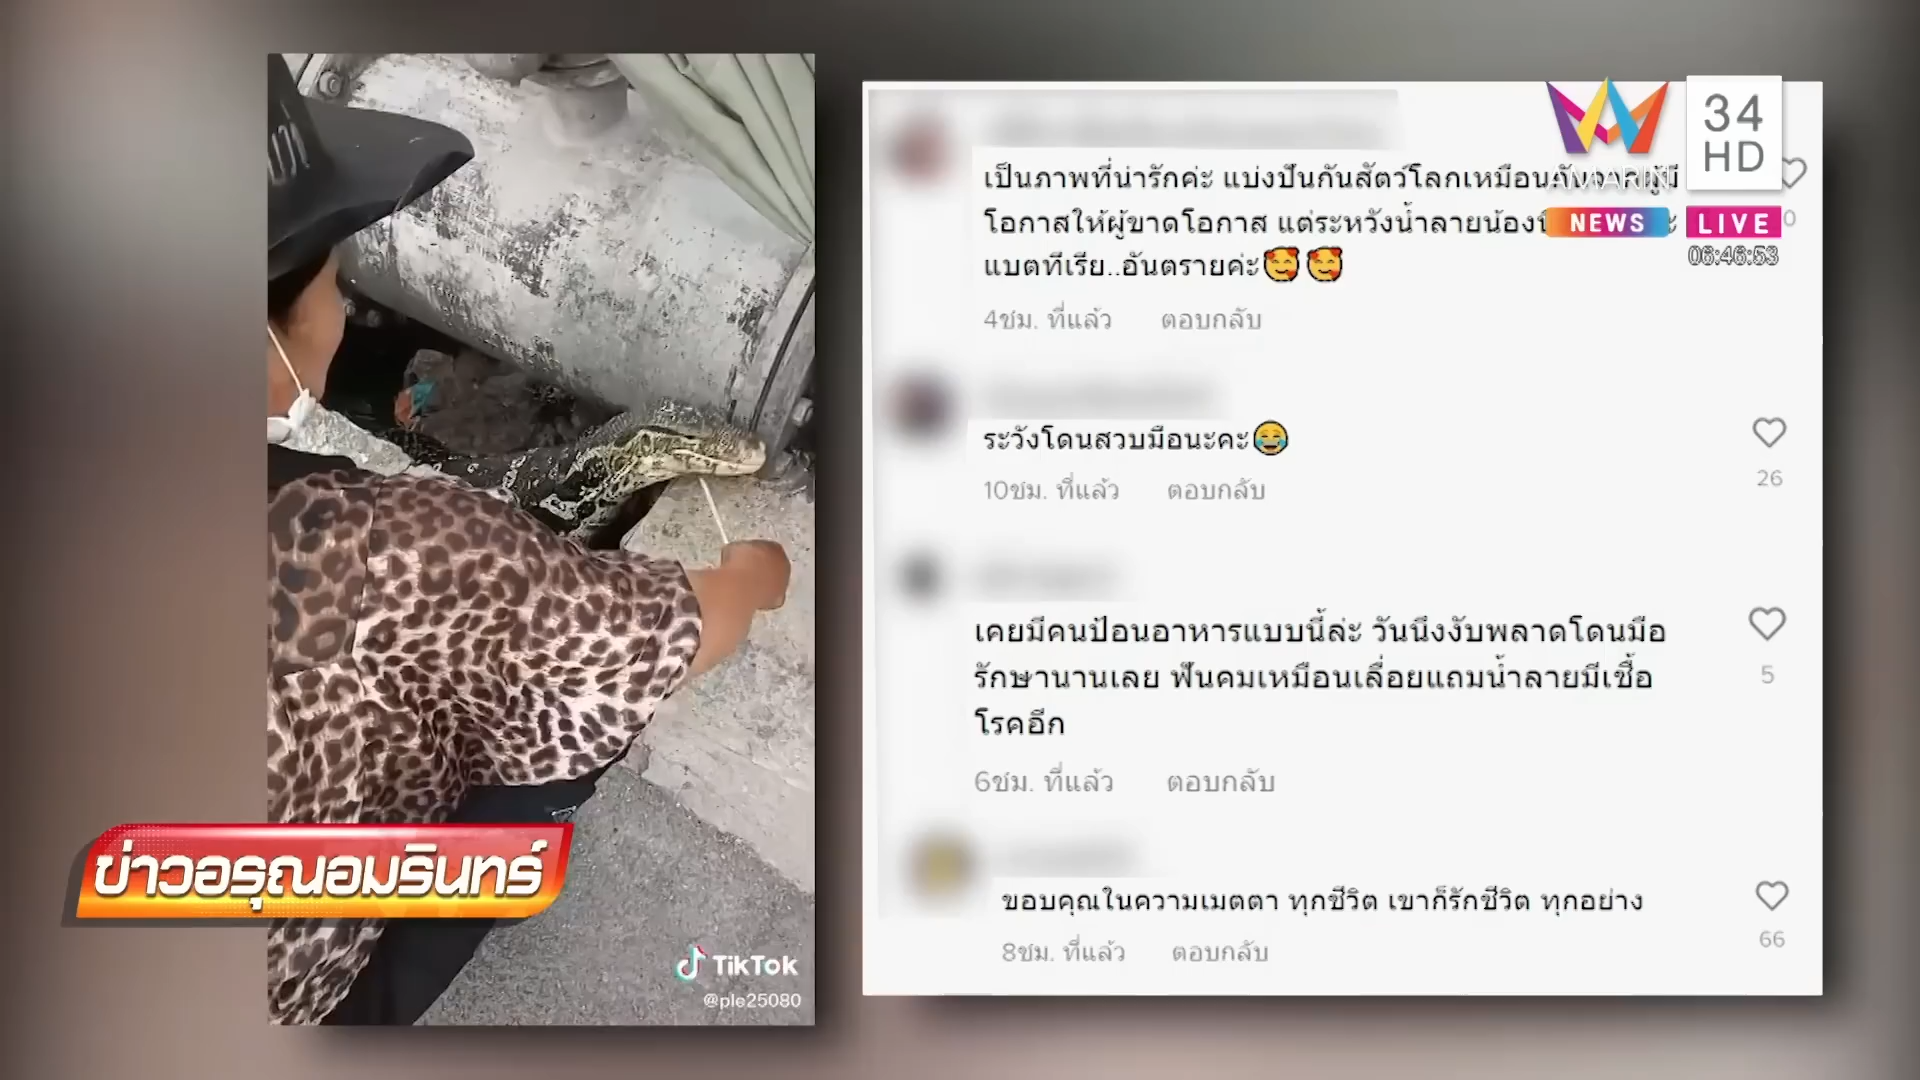 เป็นภาพที่น่ารักค่ะ แบ่งปันกันสัตว์โลกเหมือนกันจากผู้มี
โอกาสให้ผู้ขาดโอกาส แต่ระหวังน้ำลายน้อง
แบตทีเรีย..อันตรายค่ะ🥰🥰
4ชม. ที่แล้ว ตอบกลับ
0
ระวังโดนสวบมือนะคะ😂
10ชม. ที่แล้ว ตอบกลับ
26
เคยมีคนป้อนอาหารแบบนี้ล่ะ วันนึงงับพลาดโดนมือ
รักษานานเลย ฟันคมเหมือนเลื่อยแถมน้ำลายมีเชื้อ
โรคอีก
6ชม. ที่แล้ว ตอบกลับ
5
ขอบคุณในความเมตตา ทุกชีวิต เขาก็รักชีวิต ทุกอย่าง
8ชม. ที่แล้ว ตอบกลับ
66
AMARIN
34
HD
NEWS LIVE
06:46:53
ข่าวอรุณอมรินทร์
TikTok
@ple25080